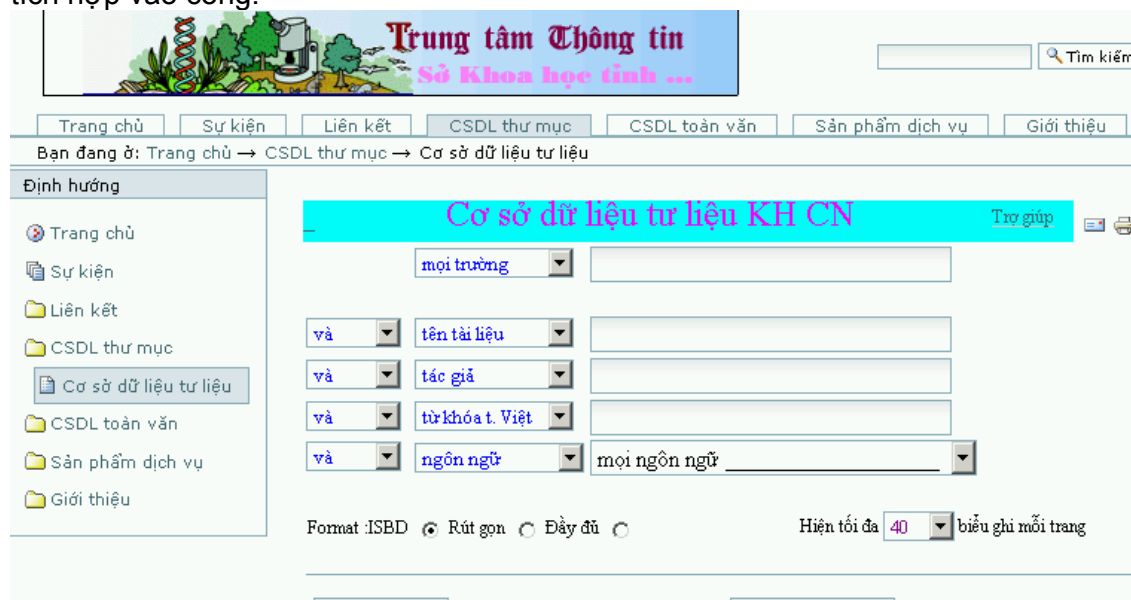 tích hợp vào cổng.
Trung tâm Thông tin
Sở Khoa học tỉnh ...
Tìm kiếm
Trang chủ Sự kiện Liên kết CSDL thư mục CSDL toàn văn Sản phẩm dịch vụ Giới thiệu
Bạn đang ở: Trang chủ → CSDL thư mục → Cơ sở dữ liệu tư liệu
Định hướng
Trang chủ
Sự kiện
Liên kết
CSDL thư mục
Cơ sở dữ liệu tư liệu
CSDL toàn văn
Sản phẩm dịch vụ
Giới thiệu
Cơ sở dữ liệu tư liệu KH CN Trợ giúp
mọi trường
và tên tài liệu
và tác giả
và từ khóa t. Việt
và ngôn ngữ mọi ngôn ngữ
Format :ISBD Rút gọn Đầy đủ Hiện tối đa 40 biểu ghi mỗi trang